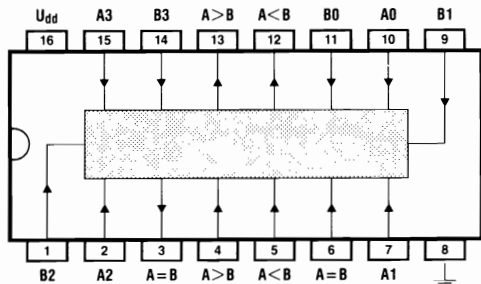 Udd A3 B3 A>B A<B B0 A0 B1
16 15 14 13 12 11 10 9
1 2 3 4 5 6 7 8
B2 A2 A=B A>B A<B A=B A1